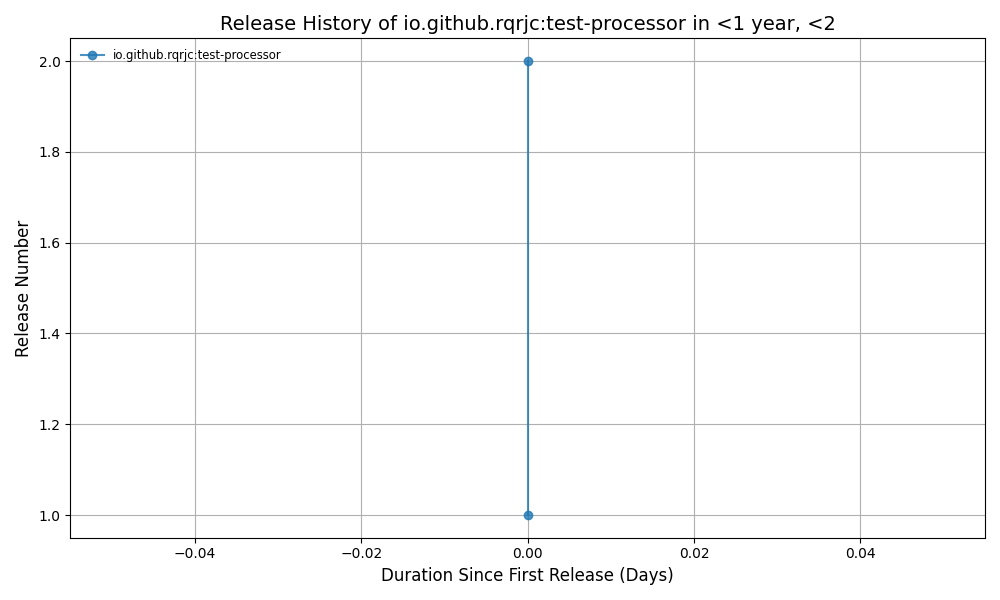 Release History of io.github.rqrjc:test-processor in <1 year, <2
io.github.rqrjc:test-processor
Release Number
2.0
1.8
1.6
1.4
1.2
1.0
−0.04
−0.02
0.00
0.02
0.04
Duration Since First Release (Days)